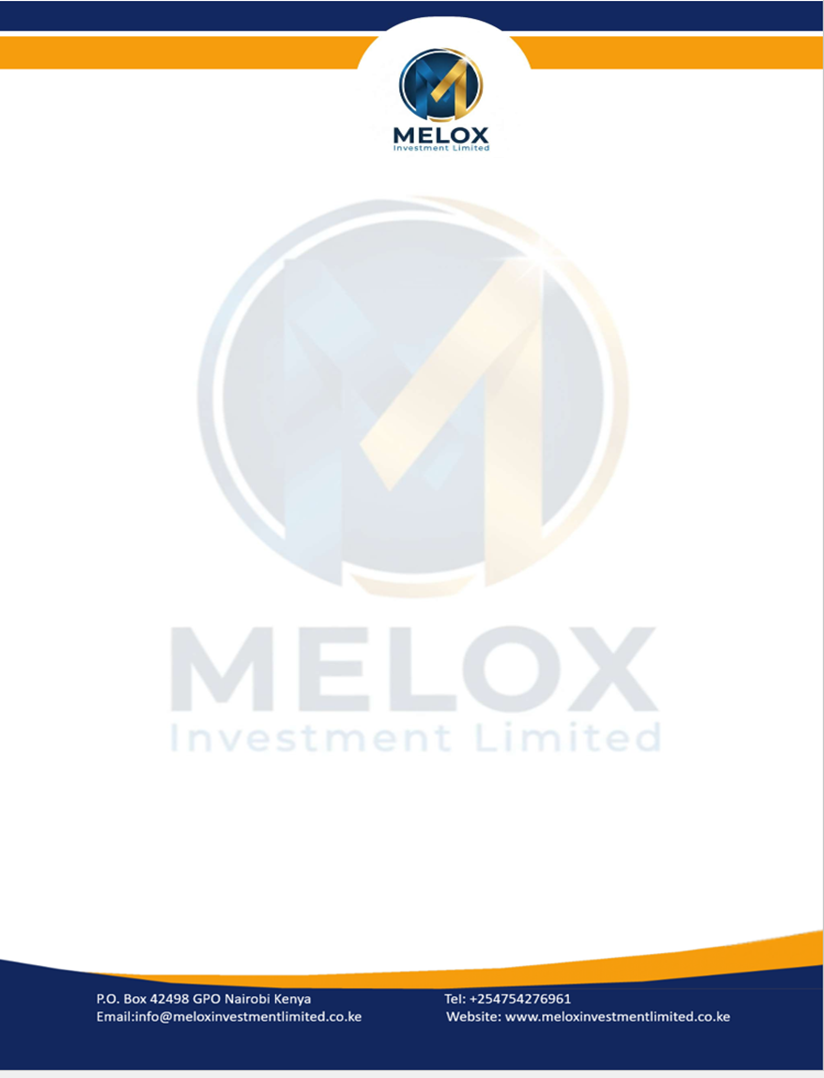 MELOX
Investment Limited
MELOX
Investment Limited
P.O. Box 42498 GPO Nairobi Kenya
Tel: +254754276961
Email:info@meloxinvestmentlimited.co.ke
Website: www.meloxinvestmentlimited.co.ke